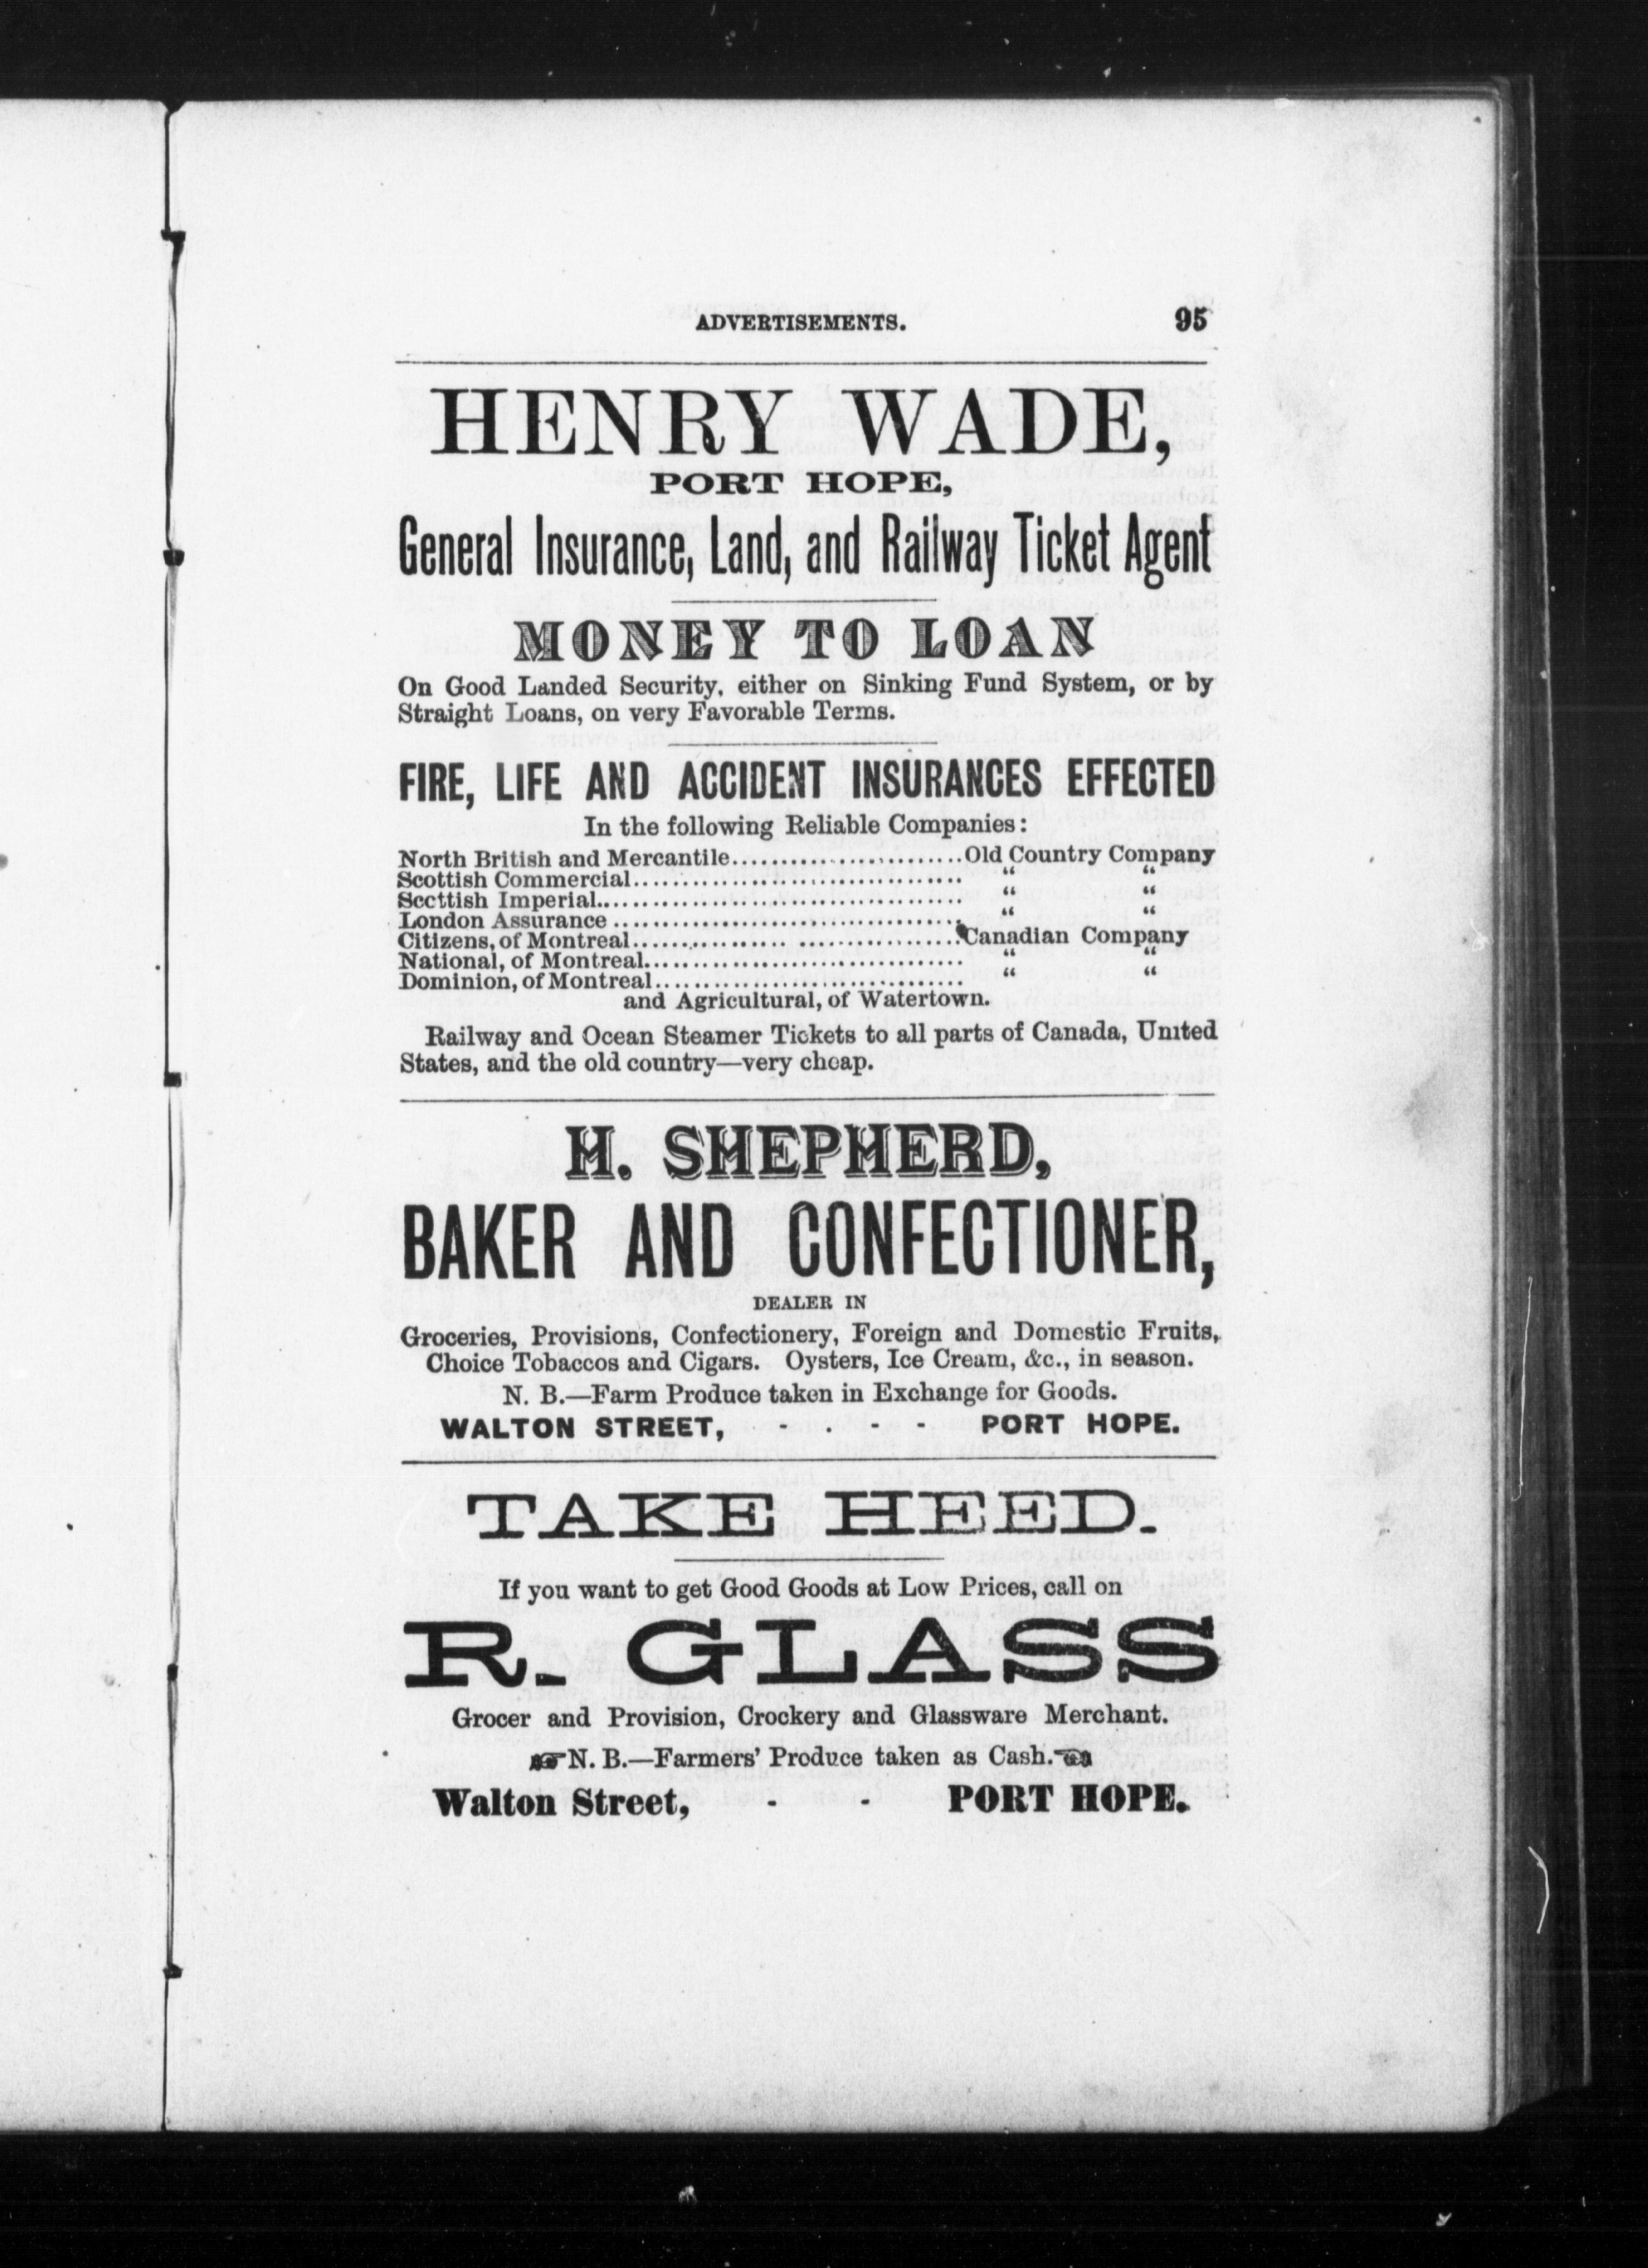 ADVERTISEMENTS. 95
HENRY WADE,
PORT HOPE,
General Insurance, Land, and Railway Ticket Agent
MONEY TO LOAN
On Good Landed Security, either on Sinking Fund System, or by
Straight Loans, on very Favorable Terms.
FIRE, LIFE AND ACCIDENT INSURANCES EFFECTED
In the following Reliable Companies:
North British and Mercantile........................Old Country Company
Scottish Commercial.................................. “ “
Scottish Imperial...................................... “ “
London Assurance ..................................... “ “
Citizens, of Montreal................ .................Canadian Company
National, of Montreal................................. “ “
Dominion, of Montreal................................ “ “
and Agricultural, of Watertown.
Railway and Ocean Steamer Tickets to all parts of Canada, United
States, and the old country—very cheap.
H. SHEPHERD,
BAKER AND CONFECTIONER,
DEALER IN
Groceries, Provisions, Confectionery, Foreign and Domestic Fruits,
Choice Tobaccos and Cigars. Oysters, Ice Cream, &c., in season.
N. B.—Farm Produce taken in Exchange for Goods.
WALTON STREET, - . - - PORT HOPE.
TAKE HEED.
If you want to get Good Goods at Low Prices, call on
R. GLASS
Grocer and Provision, Crockery and Glassware Merchant.
☞N. B.—Farmers' Produce taken as Cash.☜
Walton Street, - - PORT HOPE.